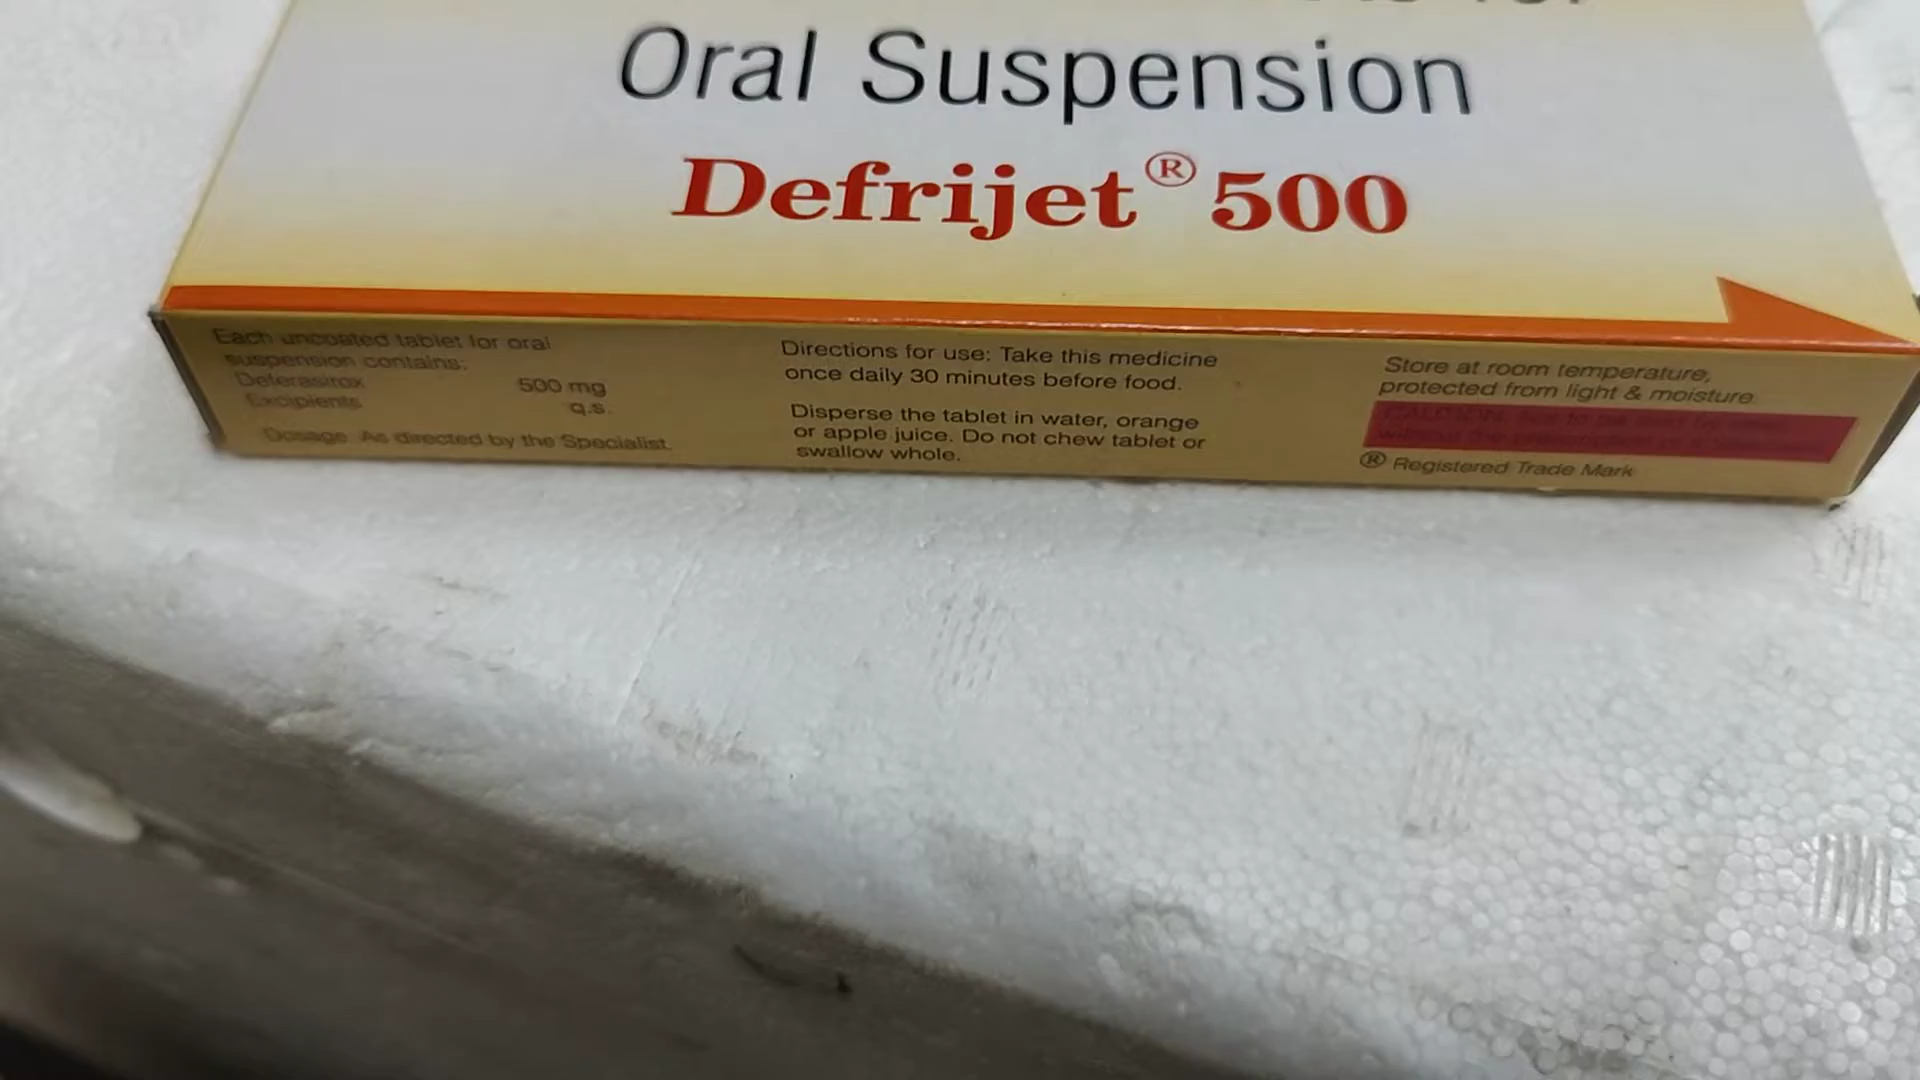 Oral Suspension
Defrijet® 500
Each uncoated tablet for oral
suspension contains:
Deferasirox 500 mg
Excipients q.s.
Dosage: As directed by the Specialist.
Directions for use: Take this medicine
once daily 30 minutes before food.
Disperse the tablet in water, orange
or apple juice. Do not chew tablet or
swallow whole.
Store at room temperature,
protected from light & moisture.
® Registered Trade Mark